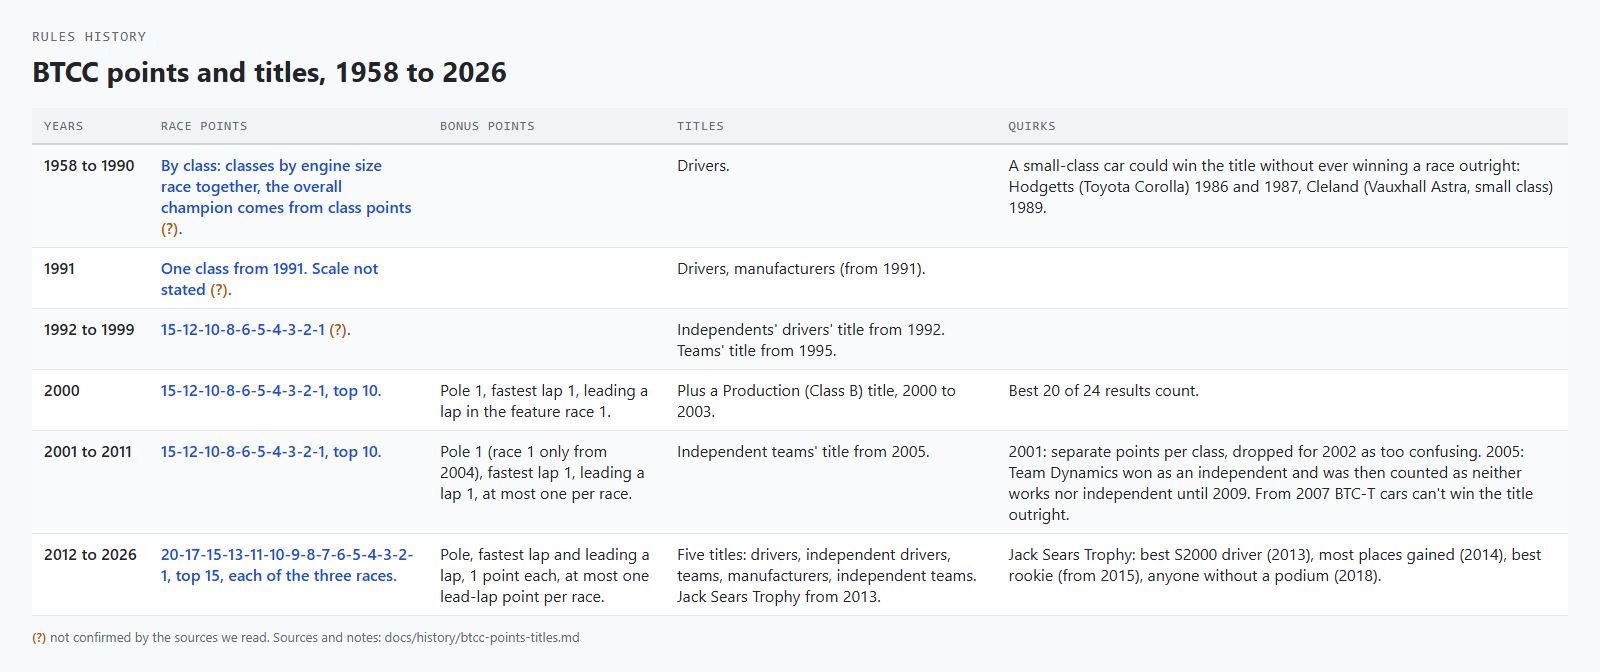 RULES HISTORY
BTCC points and titles, 1958 to 2026
YEARS RACE POINTS BONUS POINTS TITLES QUIRKS
1958 to 1990
By class: classes by engine size
race together, the overall
champion comes from class points
(?).
Drivers.
A small-class car could win the title without ever winning a race outright:
Hodgetts (Toyota Corolla) 1986 and 1987, Cleland (Vauxhall Astra, small class)
1989.
1991
One class from 1991. Scale not
stated (?).
Drivers, manufacturers (from 1991).
1992 to 1999
15-12-10-8-6-5-4-3-2-1 (?).
Independents' drivers' title from 1992.
Teams' title from 1995.
2000
15-12-10-8-6-5-4-3-2-1, top 10.
Pole 1, fastest lap 1, leading a
lap in the feature race 1.
Plus a Production (Class B) title, 2000 to
2003.
Best 20 of 24 results count.
2001 to 2011
15-12-10-8-6-5-4-3-2-1, top 10.
Pole 1 (race 1 only from
2004), fastest lap 1, leading a
lap 1, at most one per race.
Independent teams' title from 2005.
2001: separate points per class, dropped for 2002 as too confusing. 2005:
Team Dynamics won as an independent and was then counted as neither
works nor independent until 2009. From 2007 BTC-T cars can't win the title
outright.
2012 to 2026
20-17-15-13-11-10-9-8-7-6-5-4-3-2-
1, top 15, each of the three races.
Pole, fastest lap and leading a
lap, 1 point each, at most one
lead-lap point per race.
Five titles: drivers, independent drivers,
teams, manufacturers, independent teams.
Jack Sears Trophy from 2013.
Jack Sears Trophy: best S2000 driver (2013), most places gained (2014), best
rookie (from 2015), anyone without a podium (2018).
(?) not confirmed by the sources we read. Sources and notes: docs/history/btcc-points-titles.md